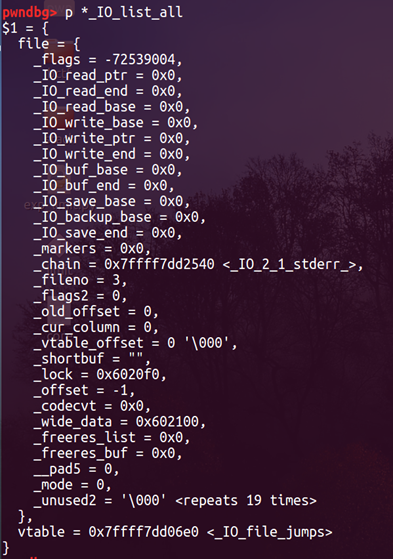 pwndbg> p *_IO_list_all
$1 = {
file = {
_flags = -72539004,
_IO_read_ptr = 0x0,
_IO_read_end = 0x0,
_IO_read_base = 0x0,
_IO_write_base = 0x0,
_IO_write_ptr = 0x0,
_IO_write_end = 0x0,
_IO_buf_base = 0x0,
_IO_buf_end = 0x0,
_IO_save_base = 0x0,
_IO_backup_base = 0x0,
_IO_save_end = 0x0,
_markers = 0x0,
_chain = 0x7ffff7dd2540 <_IO_2_1_stderr_>,
_fileno = 3,
_flags2 = 0,
_old_offset = 0,
_cur_column = 0,
_vtable_offset = 0 '\000',
_shortbuf = "",
_lock = 0x6020f0,
_offset = -1,
_codecvt = 0x0,
_wide_data = 0x602100,
_freeres_list = 0x0,
_freeres_buf = 0x0,
__pad5 = 0,
_mode = 0,
_unused2 = '\000' <repeats 19 times>
},
vtable = 0x7ffff7dd06e0 <_IO_file_jumps>
}